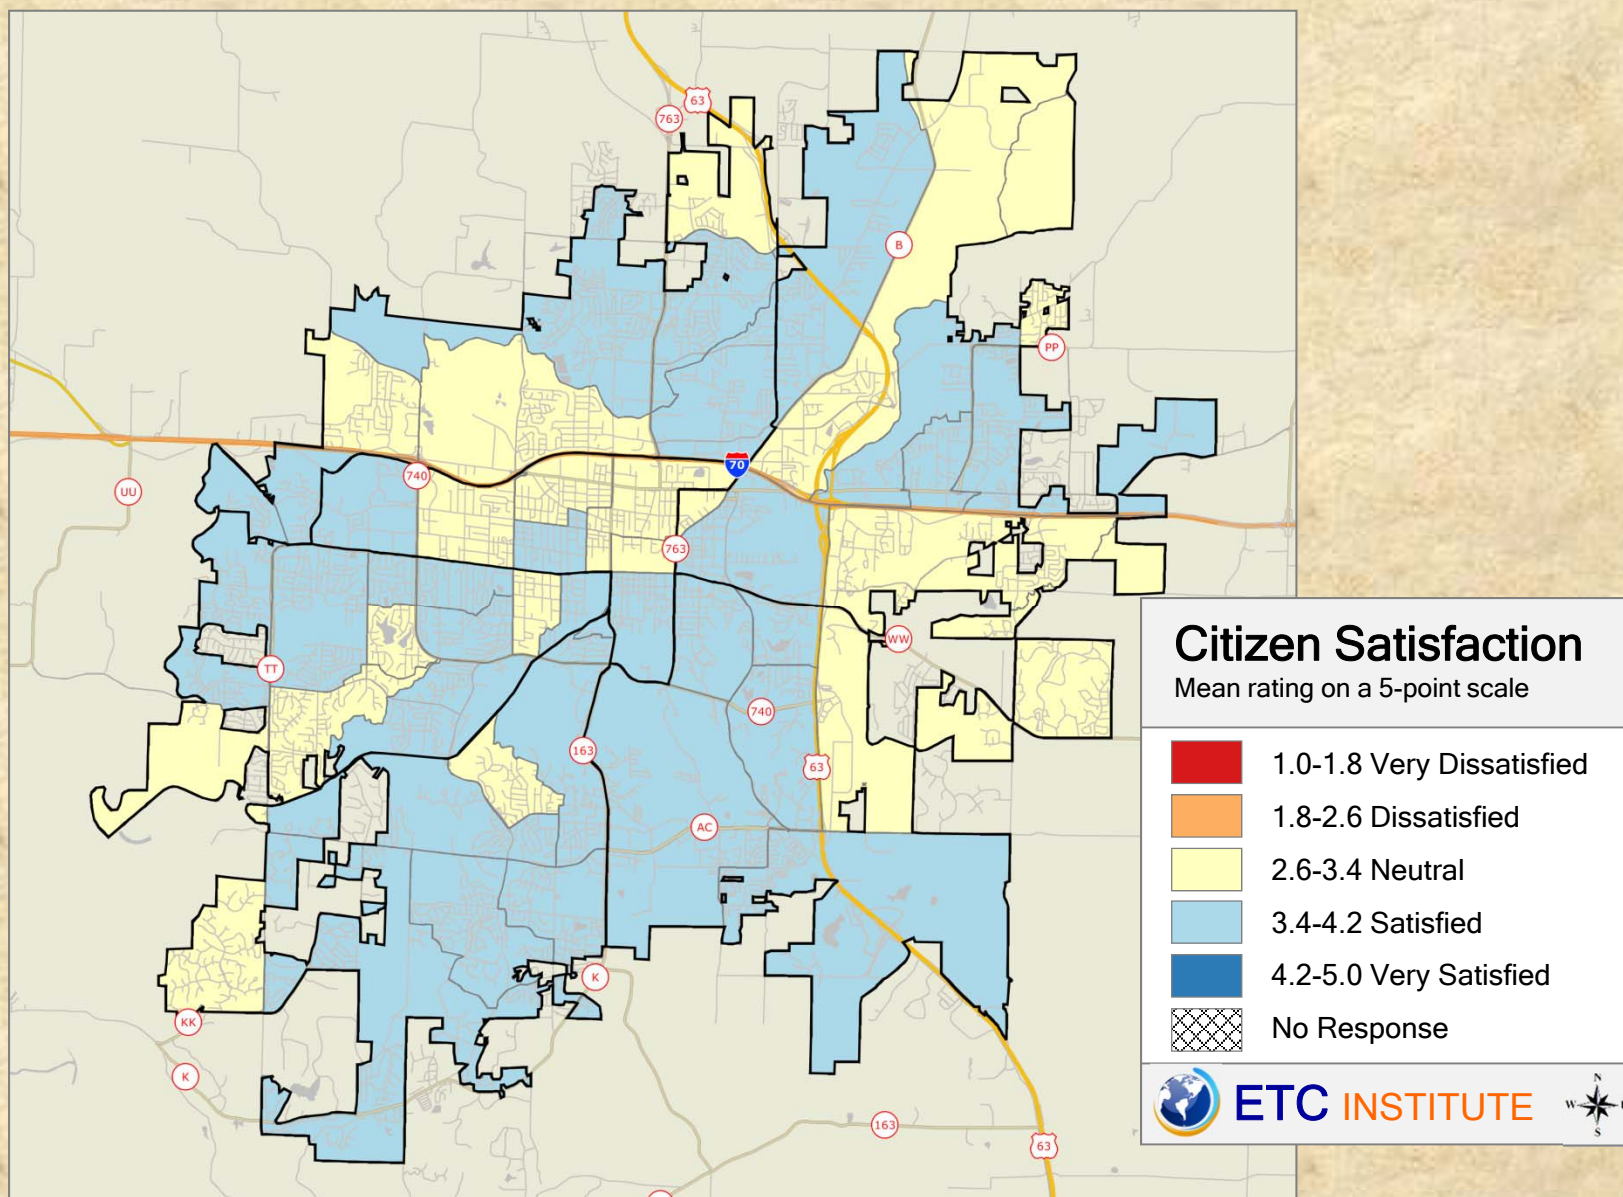 63
763
B
PP
70
740
UU
763
WW
TT
740
163
63
AC
K
KK
K
163
63
Citizen Satisfaction
Mean rating on a 5-point scale
1.0-1.8 Very Dissatisfied
1.8-2.6 Dissatisfied
2.6-3.4 Neutral
3.4-4.2 Satisfied
4.2-5.0 Very Satisfied
No Response
ETC INSTITUTE
N
W
S